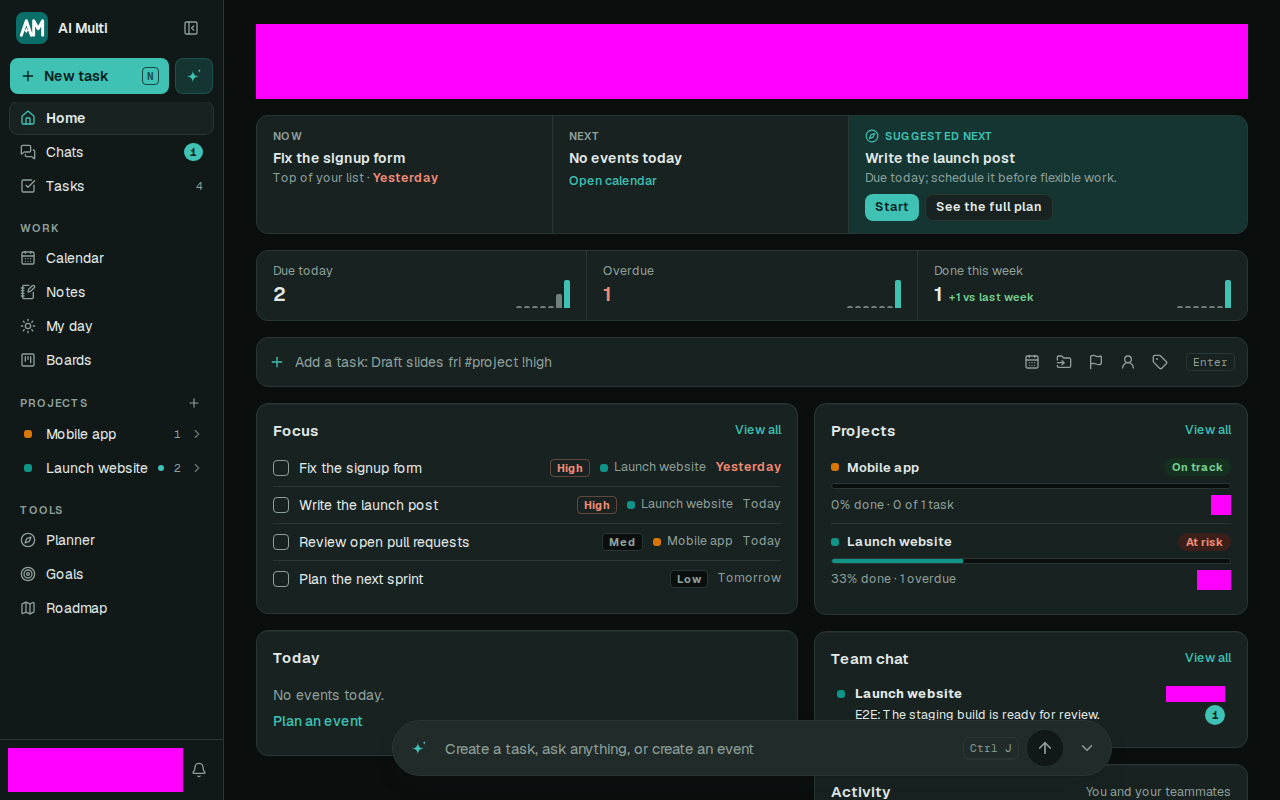 AM AI Multi
New task N
Home
Chats 1
Tasks 4
WORK
Calendar
Notes
My day
Boards
PROJECTS
Mobile app 1
Launch website 2
TOOLS
Planner
Goals
Roadmap
NOW
Fix the signup form
Top of your list · Yesterday
NEXT
No events today
Open calendar
SUGGESTED NEXT
Write the launch post
Due today; schedule it before flexible work.
Start See the full plan
Due today
2
Overdue
1
Done this week
1 +1 vs last week
Add a task: Draft slides fri #project !high Enter
Focus View all
Fix the signup form High Launch website Yesterday
Write the launch post High Launch website Today
Review open pull requests Med Mobile app Today
Plan the next sprint Low Tomorrow
Projects View all
Mobile app On track
0% done · 0 of 1 task
Launch website At risk
33% done · 1 overdue
Today
No events today.
Plan an event
Team chat View all
Launch website
E2E: The staging build is ready for review. 1
Create a task, ask anything, or create an event Ctrl J
Activity You and your teammates